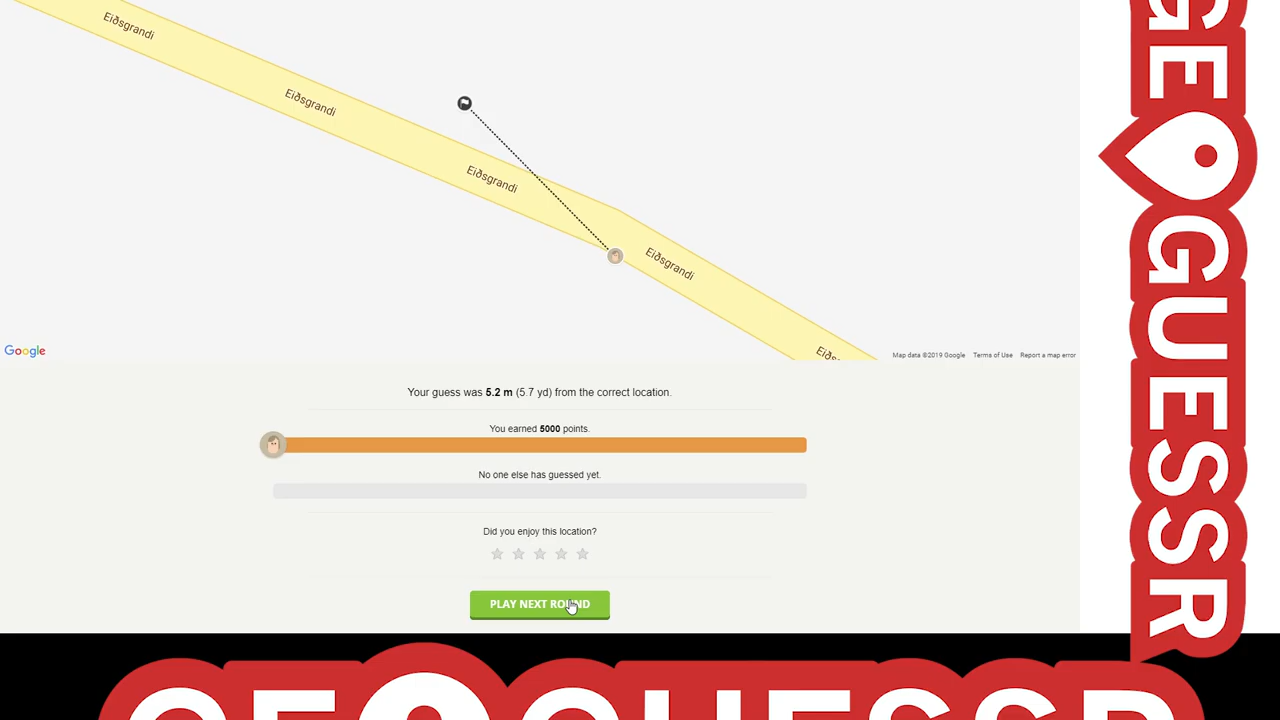 Eiðsgrandi
Eiðsgrandi
Eiðsgrandi
Eiðsgrandi
Eiðsg
Google
Map data ©2019 Google Terms of Use Report a map error
Your guess was 5.2 m (5.7 yd) from the correct location.
You earned 5000 points.
No one else has guessed yet.
Did you enjoy this location?
PLAY NEXT ROUND
GEOGUESSR
GEOGUESSR